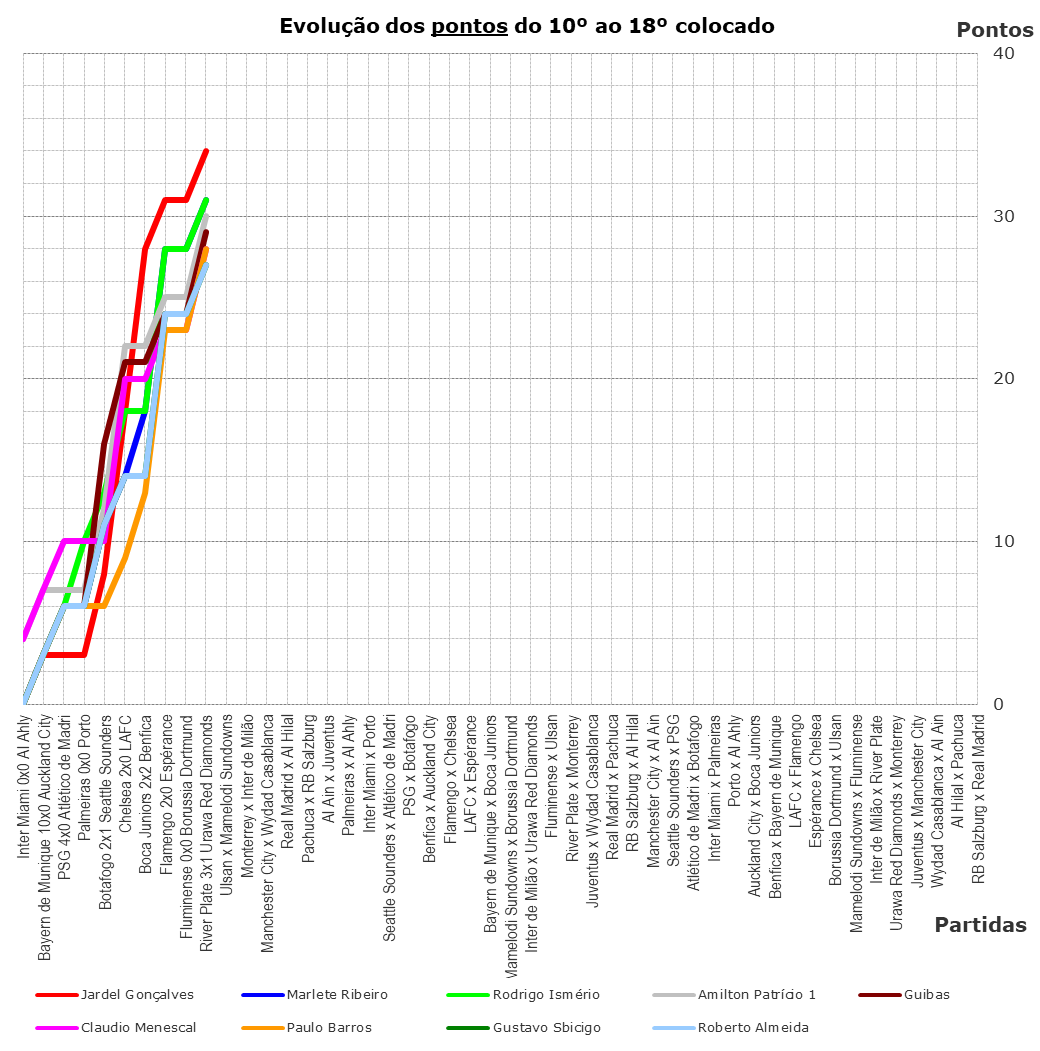 Evolução dos pontos do 10º ao 18º colocado
Pontos
40
30
20
10
0
Inter Miami 0x0 Al Ahly
Bayern de Munique 10x0 Auckland City
PSG 4x0 Atlético de Madri
Palmeiras 0x0 Porto
Botafogo 2x1 Seattle Sounders
Chelsea 2x0 LAFC
Boca Juniors 2x2 Benfica
Flamengo 2x0 Espérance
Fluminense 0x0 Borussia Dortmund
River Plate 3x1 Urawa Red Diamonds
Ulsan x Mamelodi Sundowns
Monterrey x Inter de Milão
Manchester City x Wydad Casablanca
Real Madrid x Al Hilal
Pachuca x RB Salzburg
Al Ain x Juventus
Palmeiras x Al Ahly
Inter Miami x Porto
Seattle Sounders x Atlético de Madri
PSG x Botafogo
Benfica x Auckland City
Flamengo x Chelsea
LAFC x Espérance
Bayern de Munique x Boca Juniors
Mamelodi Sundowns x Borussia Dortmund
Inter de Milão x Urawa Red Diamonds
Fluminense x Ulsan
River Plate x Monterrey
Juventus x Wydad Casablanca
Real Madrid x Pachuca
RB Salzburg x Al Hilal
Manchester City x Al Ain
Seattle Sounders x PSG
Atlético de Madri x Botafogo
Inter Miami x Palmeiras
Porto x Al Ahly
Auckland City x Boca Juniors
Benfica x Bayern de Munique
LAFC x Flamengo
Espérance x Chelsea
Borussia Dortmund x Ulsan
Mamelodi Sundowns x Fluminense
Inter de Milão x River Plate
Urawa Red Diamonds x Monterrey
Juventus x Manchester City
Wydad Casablanca x Al Ain
Al Hilal x Pachuca
RB Salzburg x Real Madrid
Partidas
Jardel Gonçalves Marlete Ribeiro Rodrigo Ismério Amilton Patrício 1 Guibas
Claudio Menescal Paulo Barros Gustavo Sbicigo Roberto Almeida